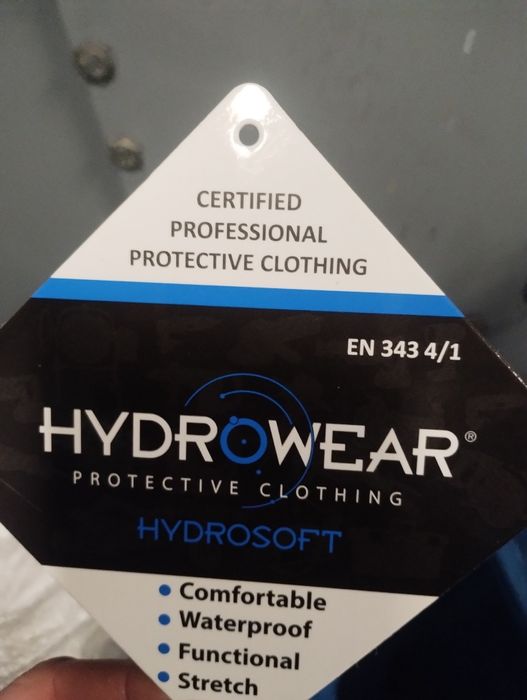 CERTIFIED
PROFESSIONAL
PROTECTIVE CLOTHING
EN 343 4/1
HYDROWEAR®
PROTECTIVE CLOTHING
HYDROSOFT
• Comfortable
• Waterproof
• Functional
• Stretch